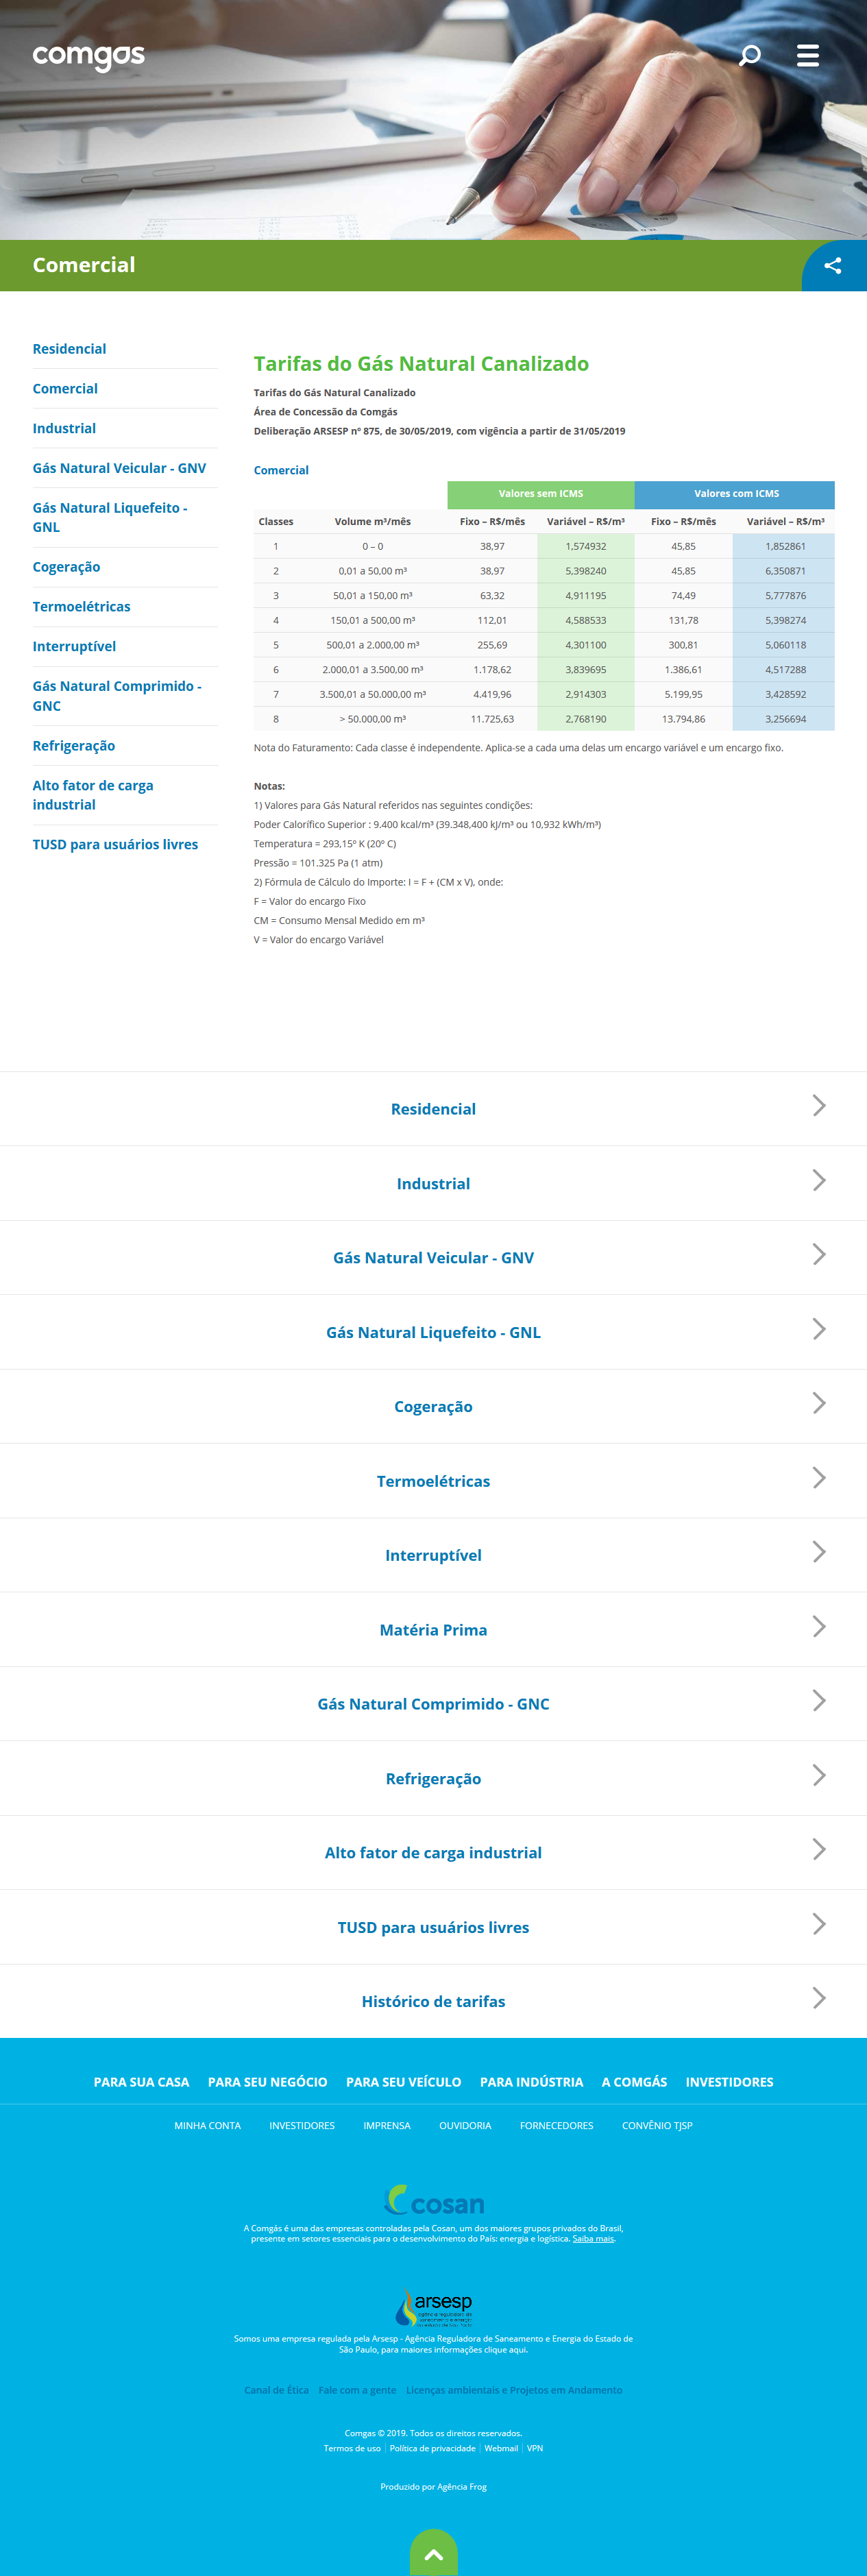 comgás
Comercial
Residencial
Comercial
Industrial
Gás Natural Veicular - GNV
Gás Natural Liquefeito -
GNL
Cogeração
Termoelétricas
Interruptível
Gás Natural Comprimido -
GNC
Refrigeração
Alto fator de carga
industrial
TUSD para usuários livres
Tarifas do Gás Natural Canalizado
Tarifas do Gás Natural Canalizado
Área de Concessão da Comgás
Deliberação ARSESP nº 875, de 30/05/2019, com vigência a partir de 31/05/2019
Comercial
Valores sem ICMS Valores com ICMS
Classes Volume m³/mês Fixo – R$/mês Variável – R$/m³ Fixo – R$/mês Variável – R$/m³
1 0 – 0 38,97 1,574932 45,85 1,852861
2 0,01 a 50,00 m³ 38,97 5,398240 45,85 6,350871
3 50,01 a 150,00 m³ 63,32 4,911195 74,49 5,777876
4 150,01 a 500,00 m³ 112,01 4,588533 131,78 5,398274
5 500,01 a 2.000,00 m³ 255,69 4,301100 300,81 5,060118
6 2.000,01 a 3.500,00 m³ 1.178,62 3,839695 1.386,61 4,517288
7 3.500,01 a 50.000,00 m³ 4.419,96 2,914303 5.199,95 3,428592
8 > 50.000,00 m³ 11.725,63 2,768190 13.794,86 3,256694
Nota do Faturamento: Cada classe é independente. Aplica-se a cada uma delas um encargo variável e um encargo fixo.
Notas:
1) Valores para Gás Natural referidos nas seguintes condições:
Poder Calorífico Superior : 9.400 kcal/m³ (39.348,400 kJ/m³ ou 10,932 kWh/m³)
Temperatura = 293,15º K (20º C)
Pressão = 101.325 Pa (1 atm)
2) Fórmula de Cálculo do Importe: I = F + (CM x V), onde:
F = Valor do encargo Fixo
CM = Consumo Mensal Medido em m³
V = Valor do encargo Variável
Residencial
Industrial
Gás Natural Veicular - GNV
Gás Natural Liquefeito - GNL
Cogeração
Termoelétricas
Interruptível
Matéria Prima
Gás Natural Comprimido - GNC
Refrigeração
Alto fator de carga industrial
TUSD para usuários livres
Histórico de tarifas
PARA SUA CASA PARA SEU NEGÓCIO PARA SEU VEÍCULO PARA INDÚSTRIA A COMGÁS INVESTIDORES
MINHA CONTA INVESTIDORES IMPRENSA OUVIDORIA FORNECEDORES CONVÊNIO TJSP
cosan
A Comgás é uma das empresas controladas pela Cosan, um dos maiores grupos privados do Brasil,
presente em setores essenciais para o desenvolvimento do País: energia e logística. Saiba mais.
arsesp
Somos uma empresa regulada pela Arsesp - Agência Reguladora de Saneamento e Energia do Estado de
São Paulo, para maiores informações clique aqui.
Canal de Ética Fale com a gente Licenças ambientais e Projetos em Andamento
Comgas © 2019. Todos os direitos reservados.
Termos de uso Política de privacidade Webmail VPN
Produzido por Agência Frog